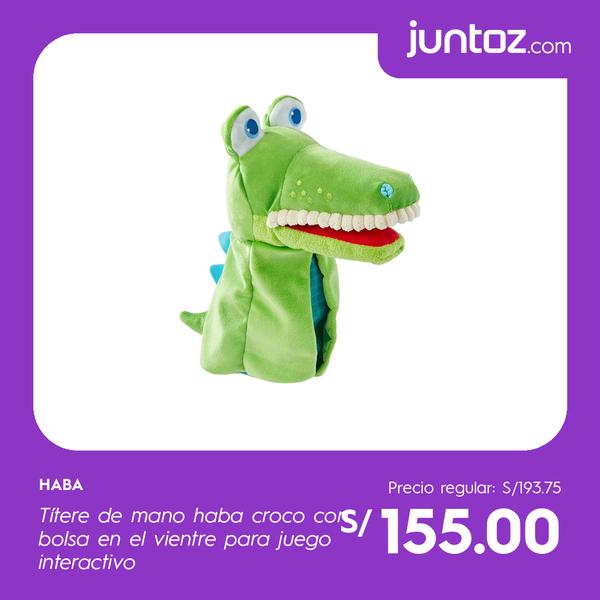 juntoz.com
HABA
Títere de mano haba croco con
bolsa en el vientre para juego
interactivo
Precio regular: S/193.75
S/155.00